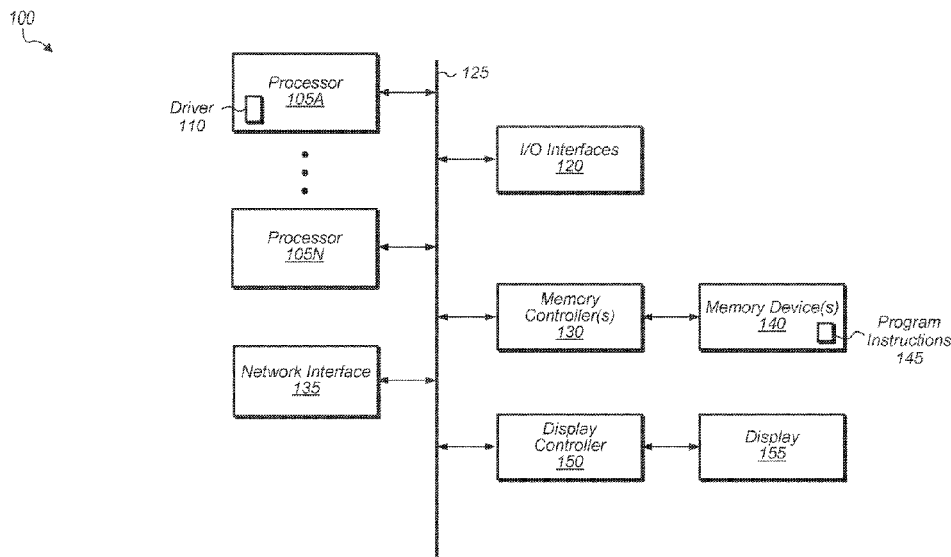 100
Processor
105A
Driver
110
125
I/O Interfaces
120
Processor
105N
Memory
Controller(s)
130
Memory Device(s)
140
Program
Instructions
145
Network Interface
135
Display
Controller
150
Display
155